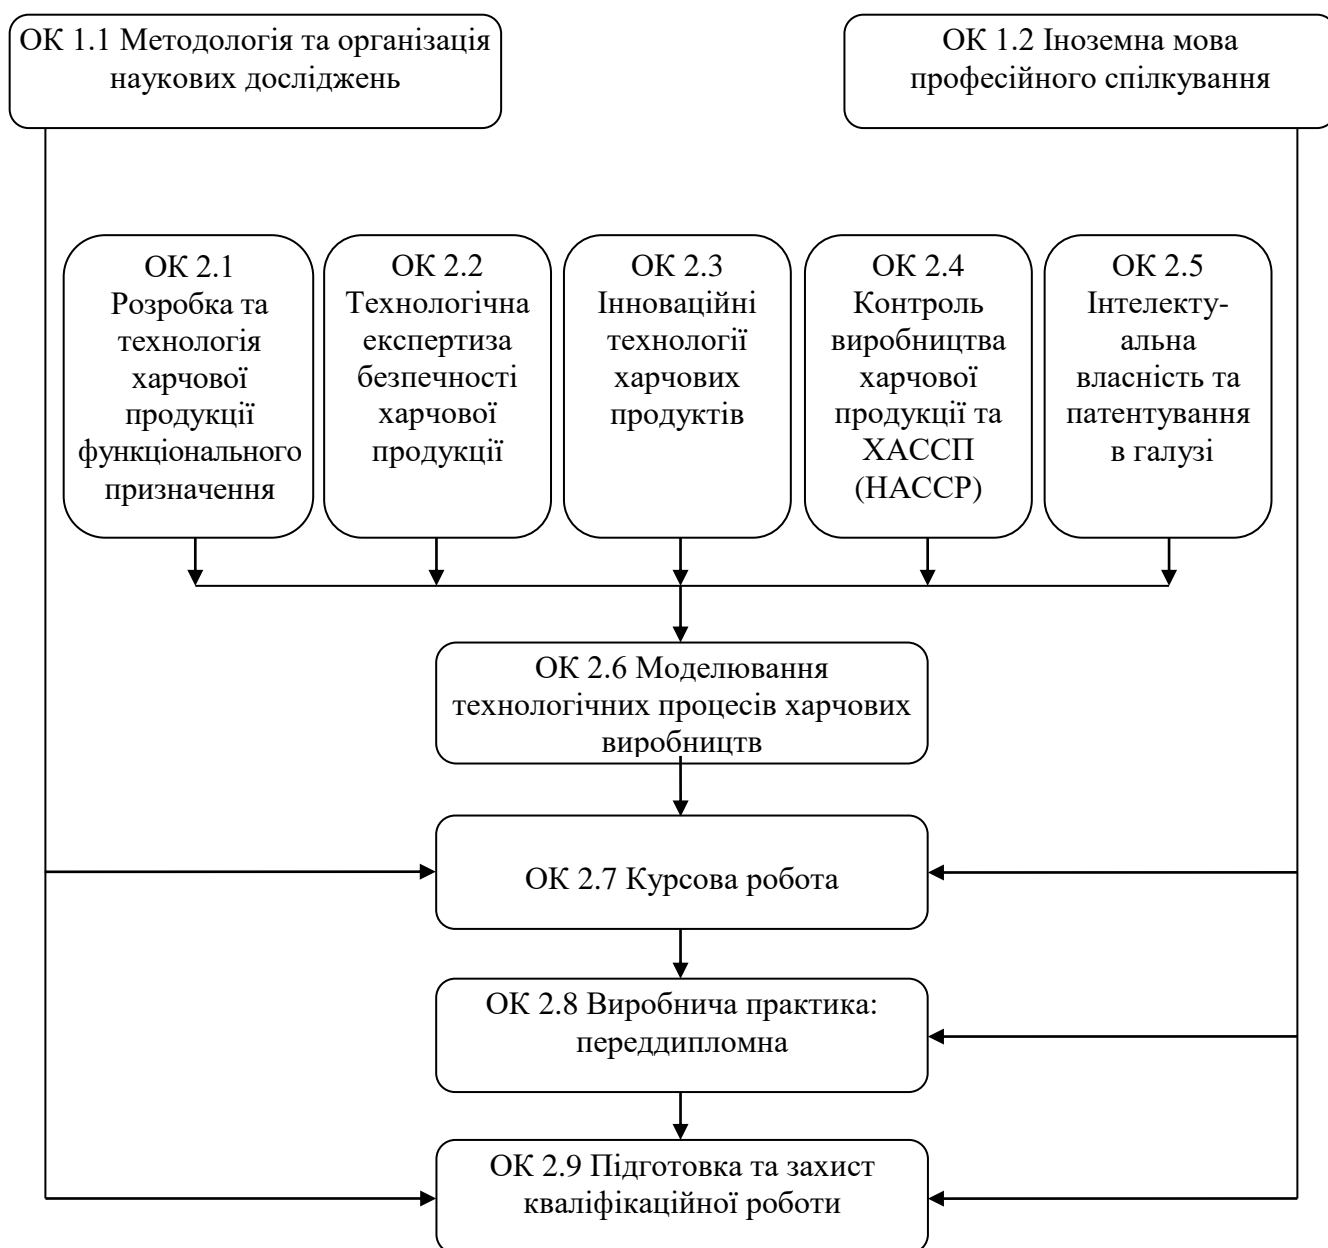 ОК 1.1 Методологія та організація
наукових досліджень
ОК 1.2 Іноземна мова
професійного спілкування
ОК 2.1
Розробка та
технологія
харчової
продукції
функціонального
призначення
ОК 2.2
Технологічна
експертиза
безпечності
харчової
продукції
ОК 2.3
Інноваційні
технології
харчових
продуктів
ОК 2.4
Контроль
виробництва
харчової
продукції та
ХАССП
(НАССР)
ОК 2.5
Інтелекту-
альна
власність та
патентування
в галузі
ОК 2.6 Моделювання
технологічних процесів харчових
виробництв
ОК 2.7 Курсова робота
ОК 2.8 Виробнича практика:
переддипломна
ОК 2.9 Підготовка та захист
кваліфікаційної роботи